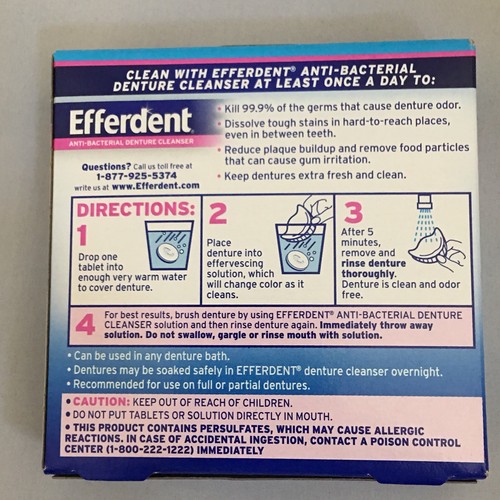 CLEAN WITH EFFERDENT® ANTI-BACTERIAL
DENTURE CLEANSER AT LEAST ONCE A DAY TO:
Efferdent®
ANTI-BACTERIAL DENTURE CLEANSER
Questions? Call us toll free at
1-877-925-5374
write us at www.Efferdent.com
• Kill 99.9% of the germs that cause denture odor.
• Dissolve tough stains in hard-to-reach places,
even in between teeth.
• Reduce plaque buildup and remove food particles
that can cause gum irritation.
• Keep dentures extra fresh and clean.
DIRECTIONS:
1
Drop one
tablet into
enough very warm water
to cover denture.
2
Place
denture into
effervescing
solution, which
will change color as it
cleans.
3
After 5
minutes,
remove and
rinse denture
thoroughly.
Denture is clean and odor
free.
4
For best results, brush denture by using EFFERDENT® ANTI-BACTERIAL DENTURE
CLEANSER solution and then rinse denture again. Immediately throw away
solution. Do not swallow, gargle or rinse mouth with solution.
• Can be used in any denture bath.
• Dentures may be soaked safely in EFFERDENT® denture cleanser overnight.
• Recommended for use on full or partial dentures.
• CAUTION: KEEP OUT OF REACH OF CHILDREN.
• DO NOT PUT TABLETS OR SOLUTION DIRECTLY IN MOUTH.
• THIS PRODUCT CONTAINS PERSULFATES, WHICH MAY CAUSE ALLERGIC
REACTIONS. IN CASE OF ACCIDENTAL INGESTION, CONTACT A POISON CONTROL
CENTER (1-800-222-1222) IMMEDIATELY